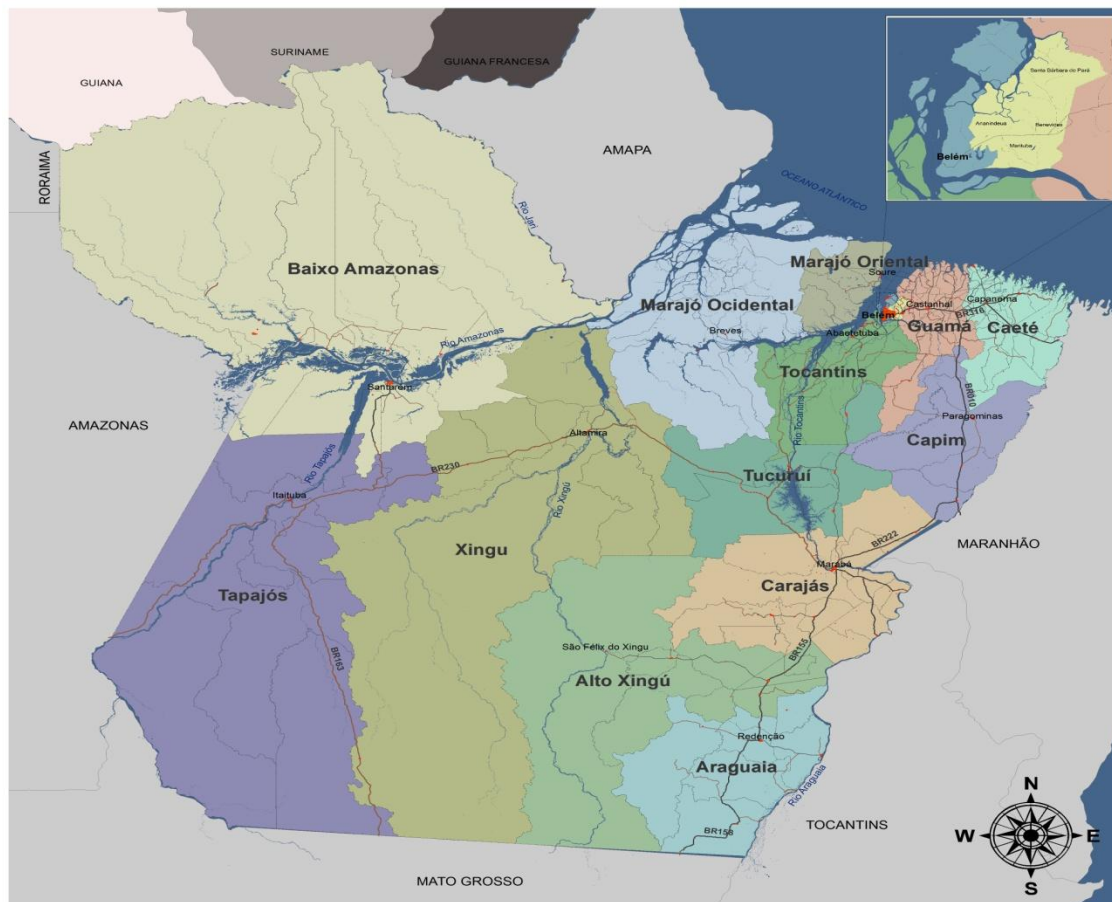 SURINAME
GUIANA FRANCESA
GUIANA
Santa Bárbara do Pará
Ananindeua
Benevides
Marituba
Belém
AMAPA
RORAIMA
OCEANO ATLÂNTICO
Rio Jari
Baixo Amazonas
Marajó Oriental
Soure
Marajó Ocidental
Castanhal
Capanema
BR316
Belém
Guamá
Caeté
Breves
Abaetetuba
Rio Amazonas
Tocantins
Santarém
Rio Tocantins
BR010
Paragominas
AMAZONAS
Altamira
Capim
Rio Tapajós
BR230
Tucuruí
Itaituba
Rio Xingú
Xingu
BR222
MARANHÃO
Marabá
Carajás
Tapajós
São Félix do Xingu
BR155
BR163
Alto Xingú
Redenção
Araguaia
Rio Araguaia
BR158
TOCANTINS
MATO GROSSO
N
W
E
S